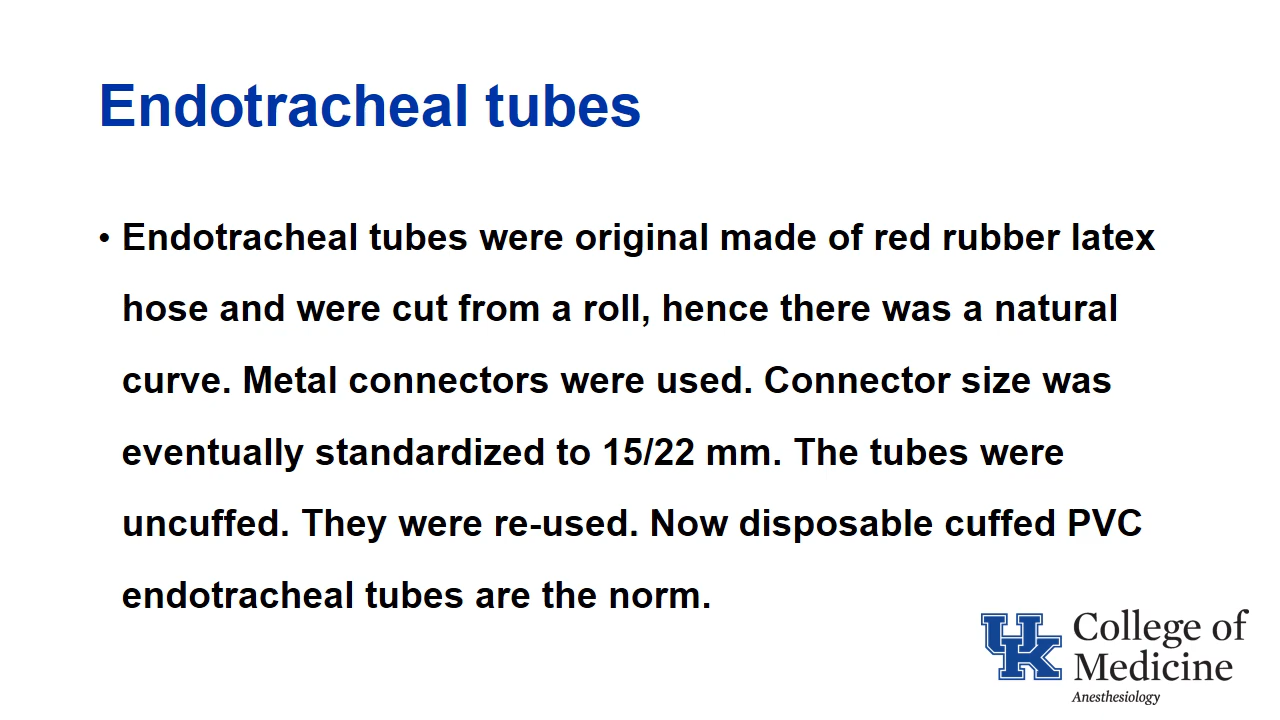 Endotracheal tubes
• Endotracheal tubes were original made of red rubber latex
hose and were cut from a roll, hence there was a natural
curve. Metal connectors were used. Connector size was
eventually standardized to 15/22 mm. The tubes were
uncuffed. They were re-used. Now disposable cuffed PVC
endotracheal tubes are the norm.
UK
College of
Medicine
Anesthesiology